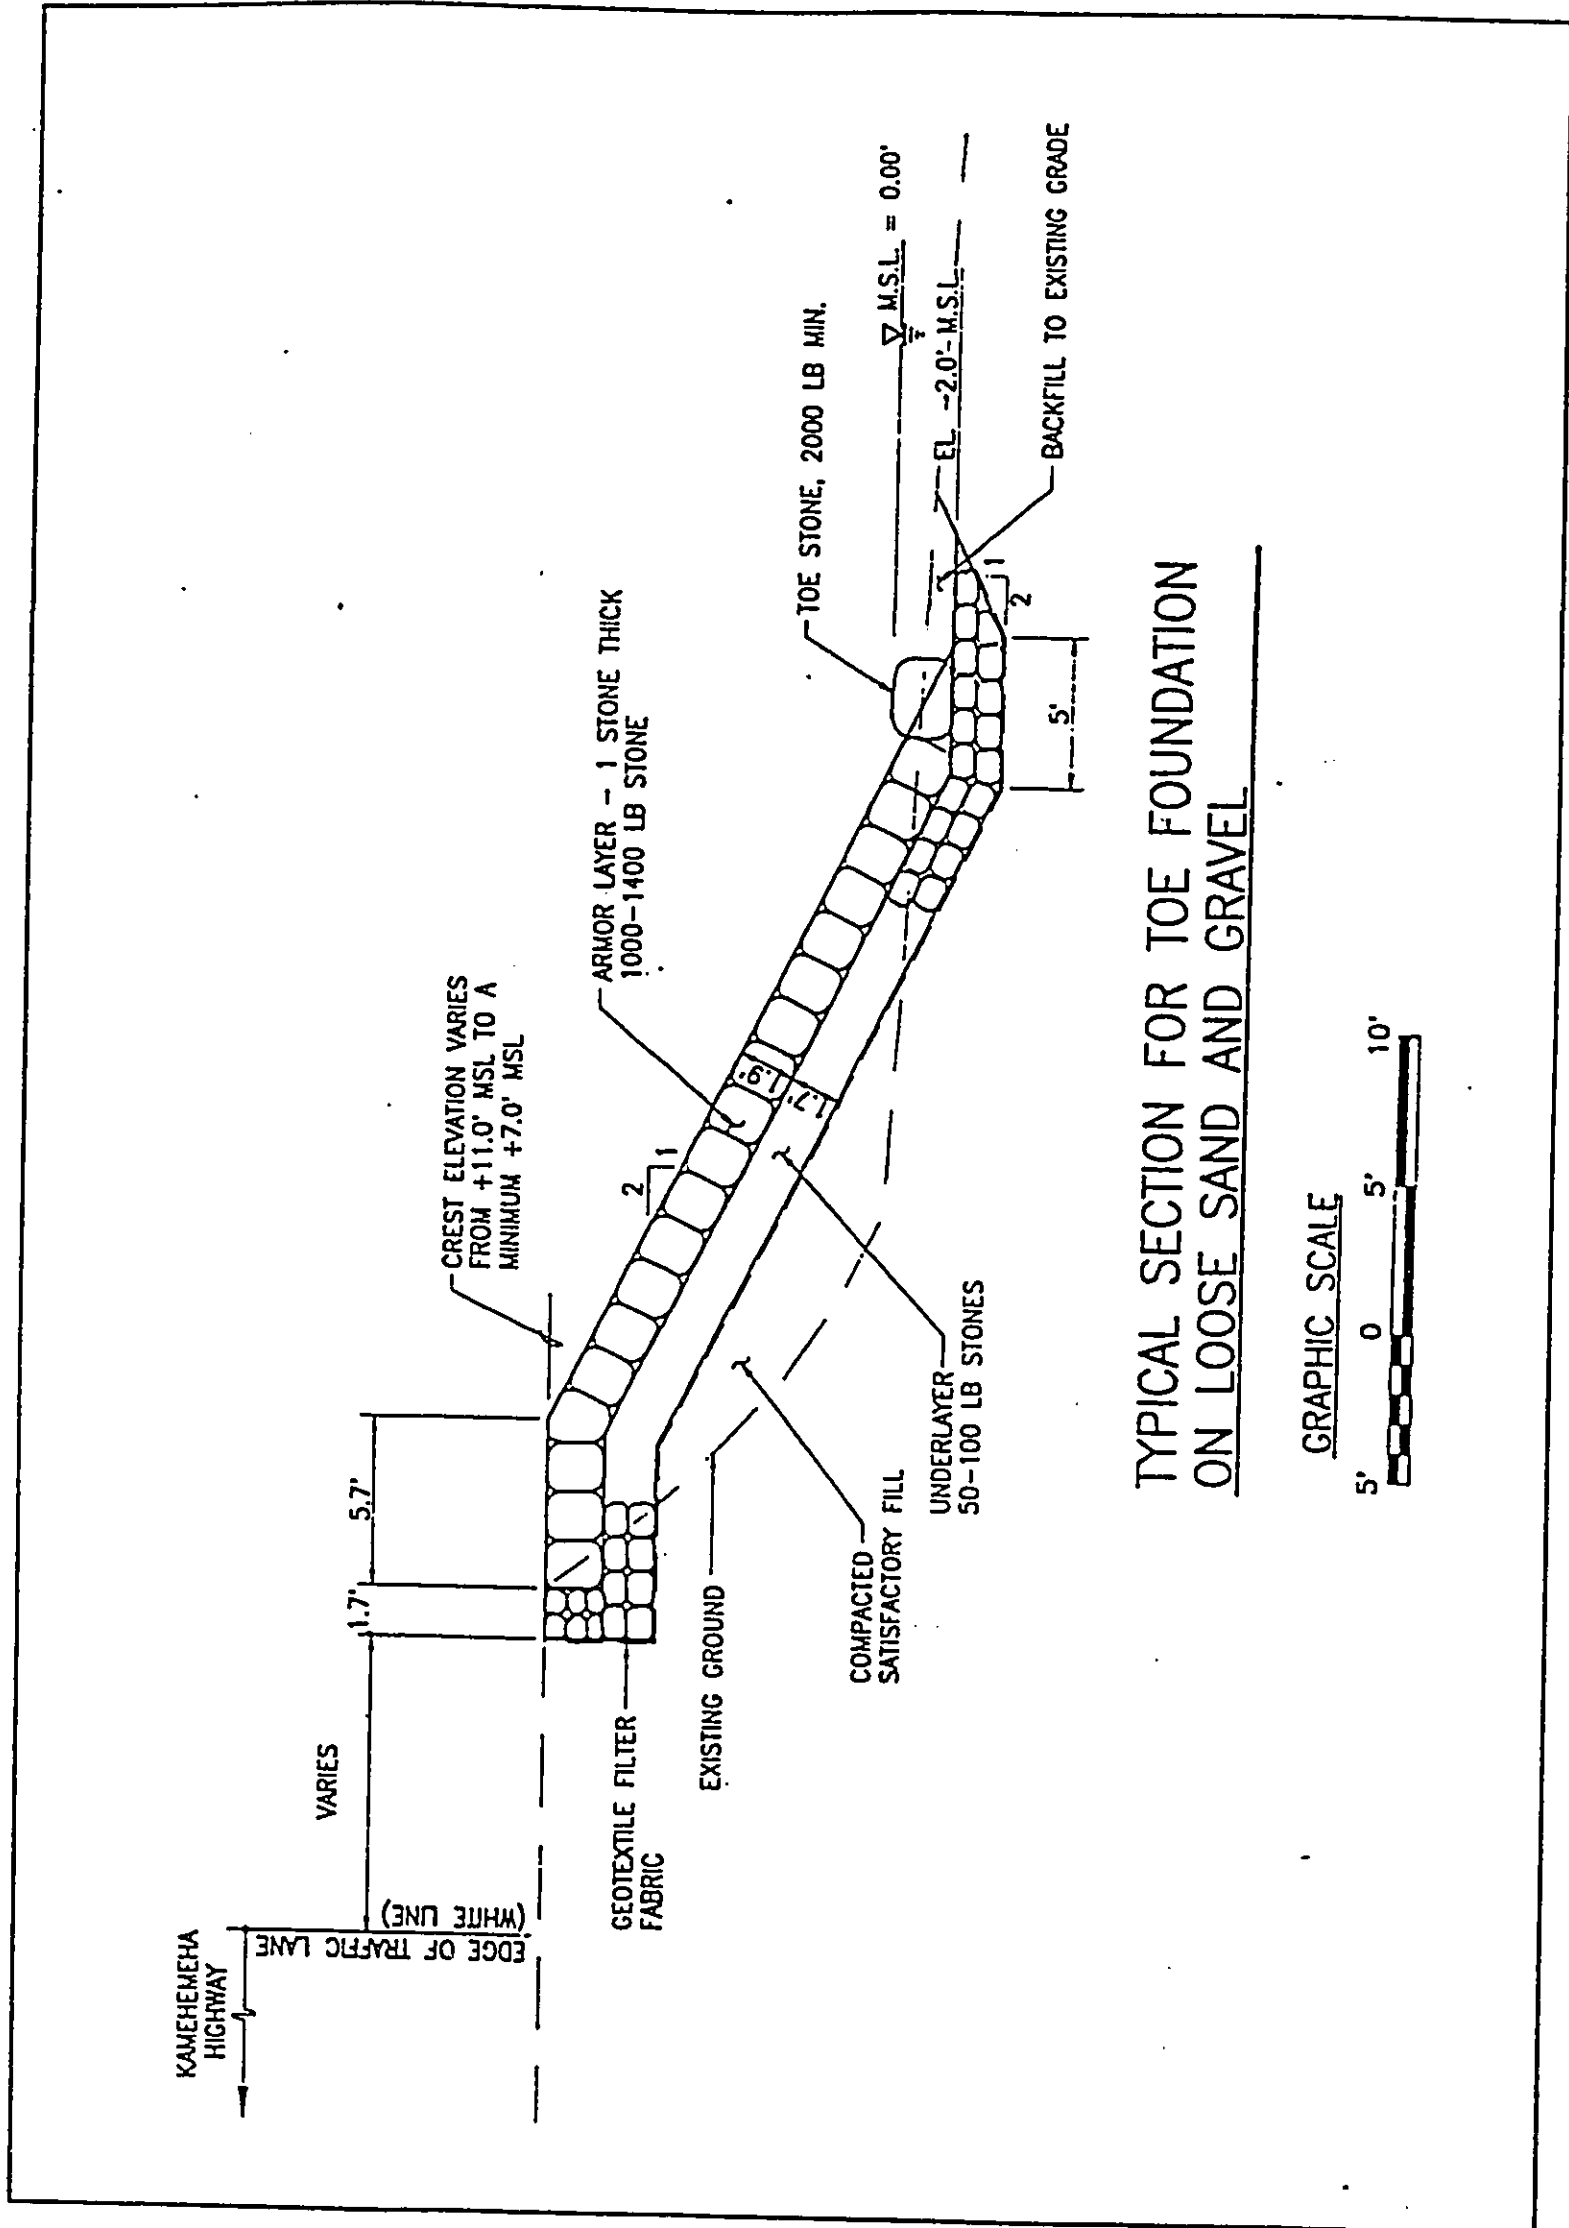 KAMEHEMEHA
HIGHWAY
EDGE OF TRAFFIC LANE
(WHITE LINE)
VARIES
1.7'
5.7'
CREST ELEVATION VARIES
FROM +11.0' MSL TO A
MINIMUM +7.0' MSL
2
1
ARMOR LAYER - 1 STONE THICK
1000-1400 LB STONE
1.9'
1.7'
TOE STONE, 2000 LB MIN.
M.S.L. = 0.00'
EL. -2.0'-M.S.L.
BACKFILL TO EXISTING GRADE
1
2
5'
GEOTEXTILE FILTER
FABRIC
EXISTING GROUND
COMPACTED
SATISFACTORY FILL
UNDERLAYER
50-100 LB STONES
TYPICAL SECTION FOR TOE FOUNDATION
ON LOOSE SAND AND GRAVEL
GRAPHIC SCALE
5'
0
5'
10'